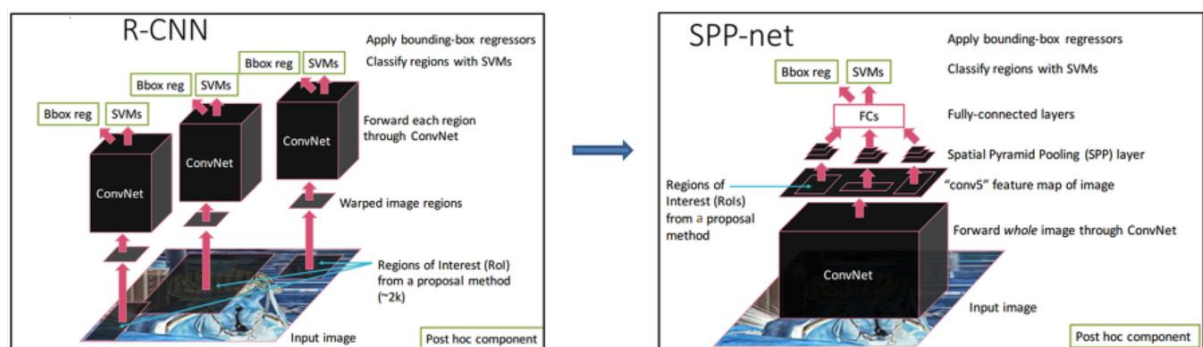 R-CNN
Apply bounding-box regressors
Bbox reg SVMs
Classify regions with SVMs
Bbox reg SVMs
Bbox reg SVMs
Forward each region
through ConvNet
ConvNet
ConvNet
ConvNet
Warped image regions
Regions of Interest (RoI)
from a proposal method
(~2k)
Input image
Post hoc component
SPP-net
Apply bounding-box regressors
Bbox reg SVMs
Classify regions with SVMs
FCs
Fully-connected layers
Spatial Pyramid Pooling (SPP) layer
Regions of
Interest (RoIs)
from a proposal
method
"conv5" feature map of image
Forward whole image through ConvNet
ConvNet
Input image
Post hoc component